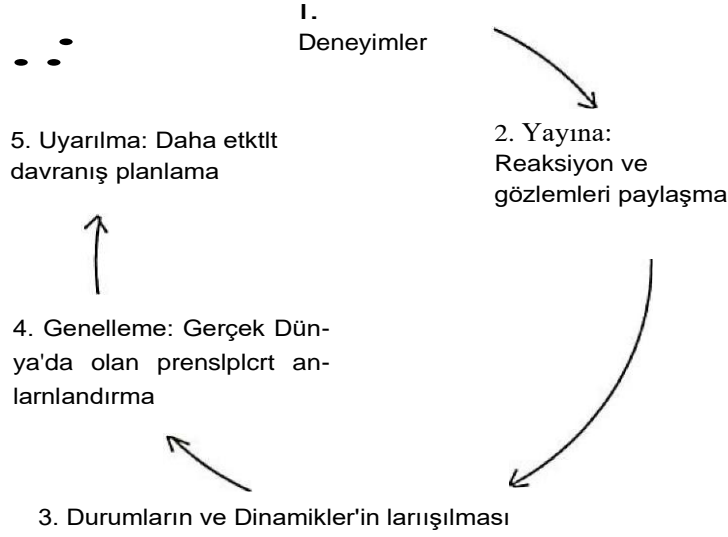 1.
Deneyimler
2. Yayına:
Reaksiyon ve
gözlemleri paylaşma
3. Durumların ve Dinamikler'in larıışılması
4. Genelleme: Gerçek Dün-
ya'da olan prenslplcrt an-
larnlandırma
5. Uyarılma: Daha etktlt
davranış planlama